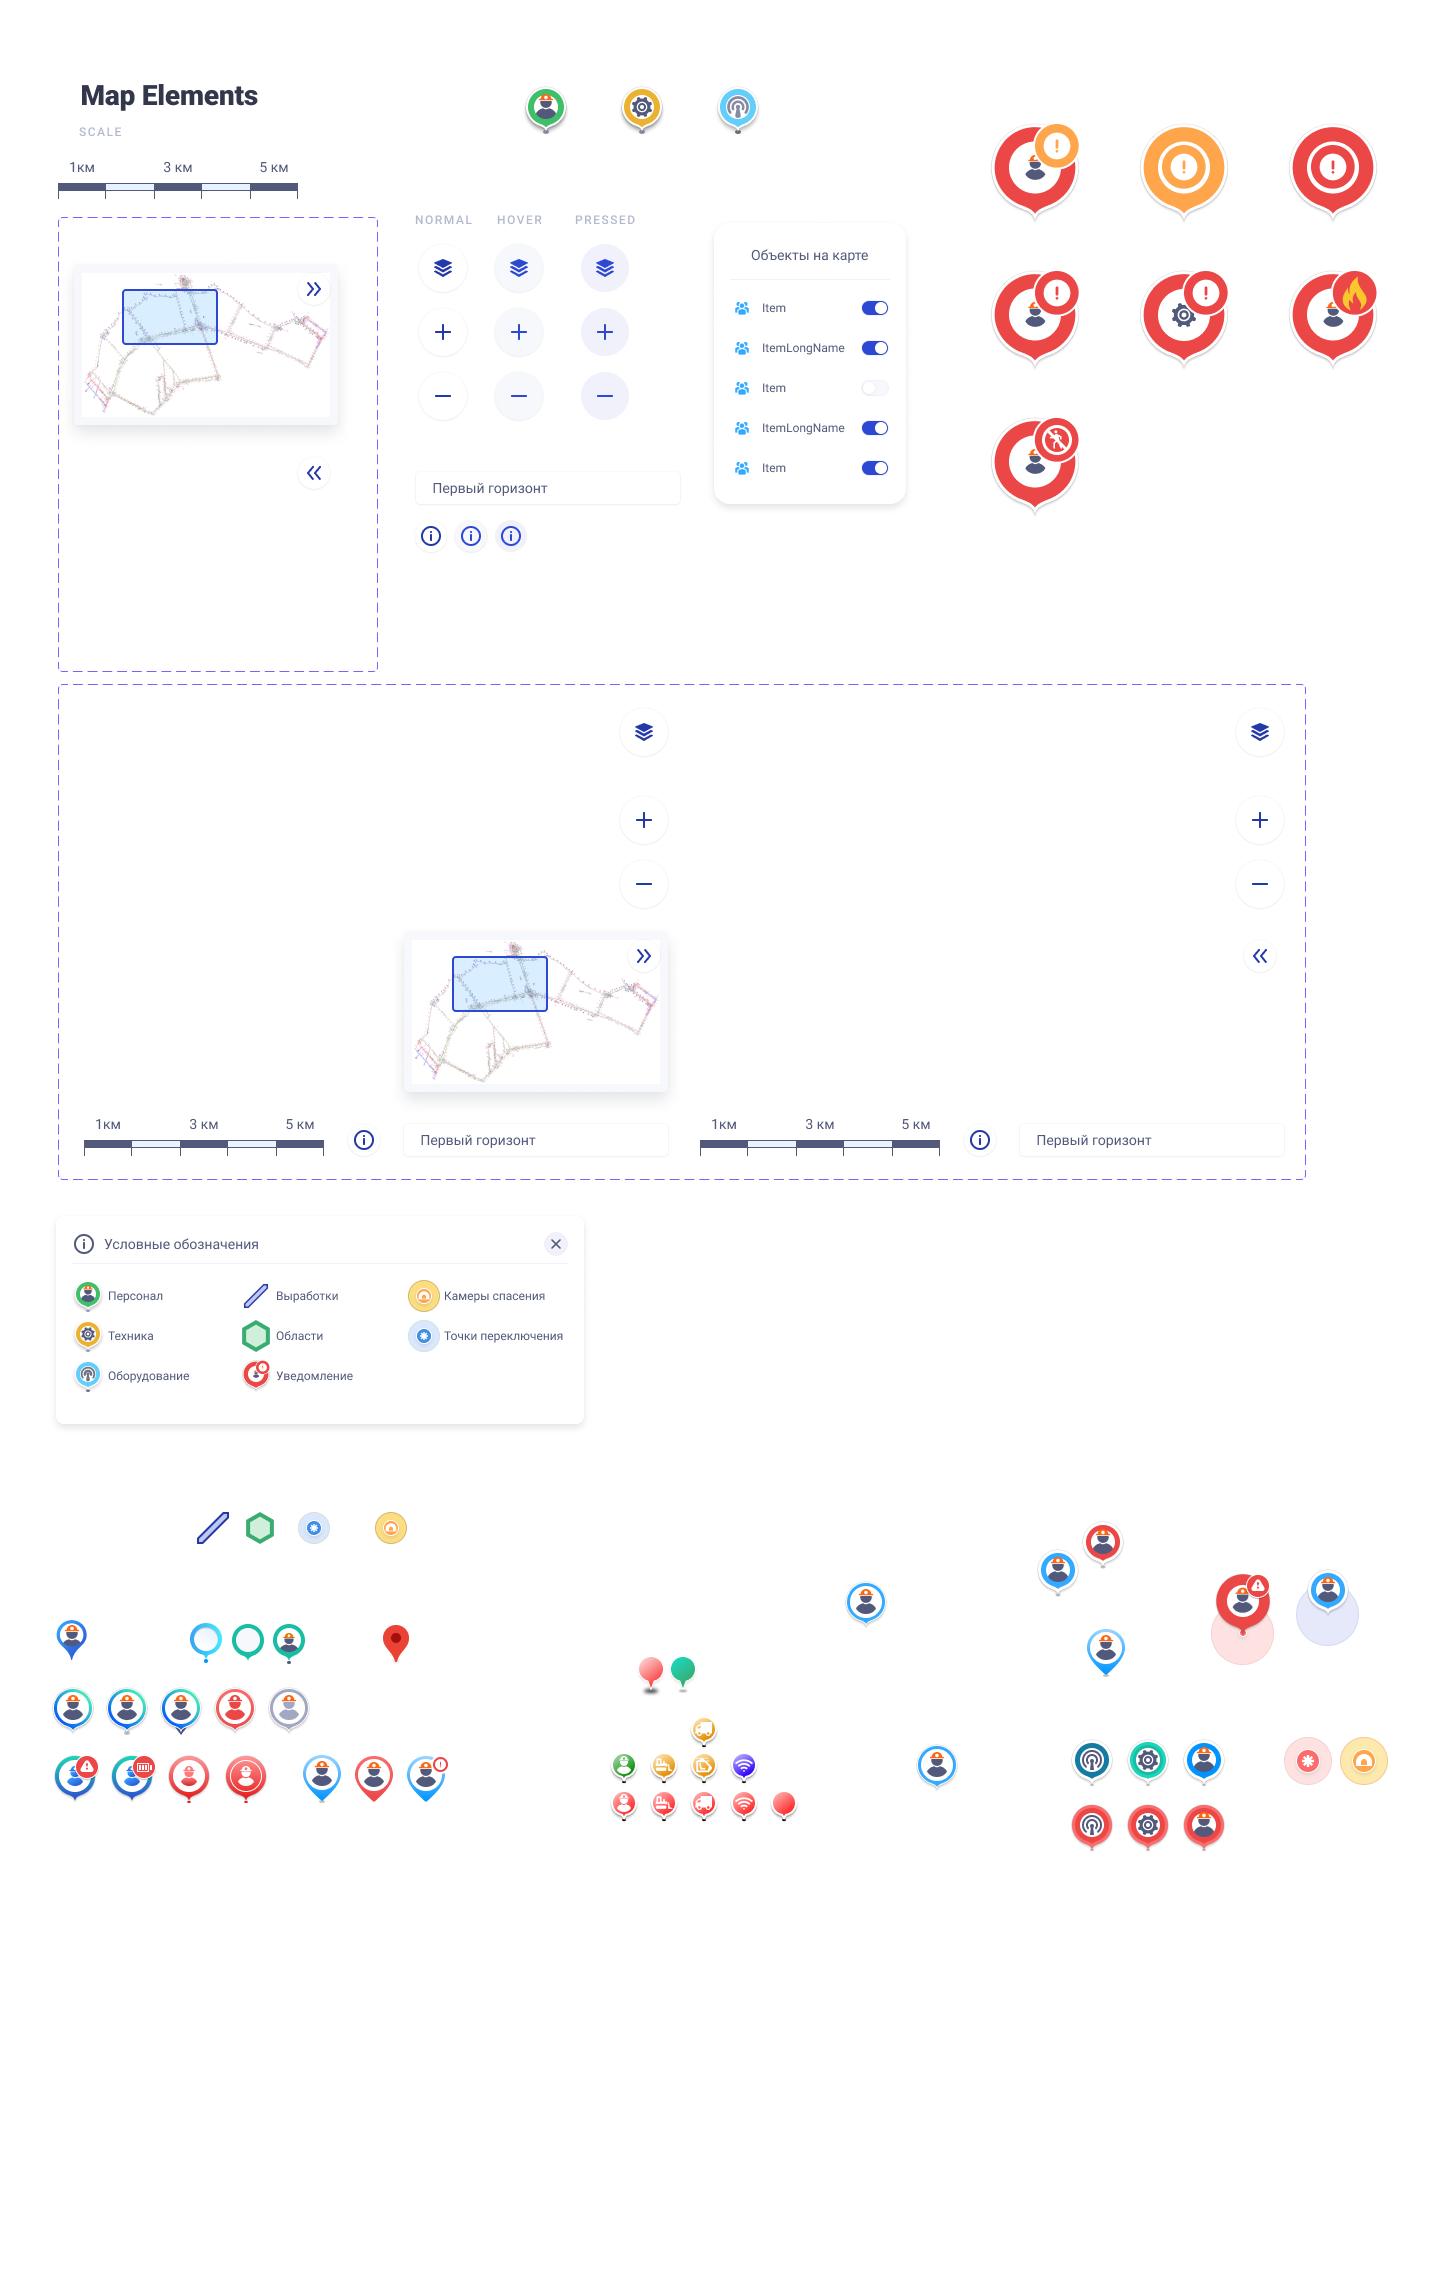 Map Elements
SCALE
1км 3 км 5 км
NORMAL HOVER PRESSED
Объекты на карте
Item
ItemLongName
Item
ItemLongName
Item
Первый горизонт
1км 3 км 5 км
Первый горизонт
1км 3 км 5 км
Первый горизонт
Условные обозначения
Персонал
Выработки
Камеры спасения
Техника
Области
Точки переключения
Оборудование
Уведомление